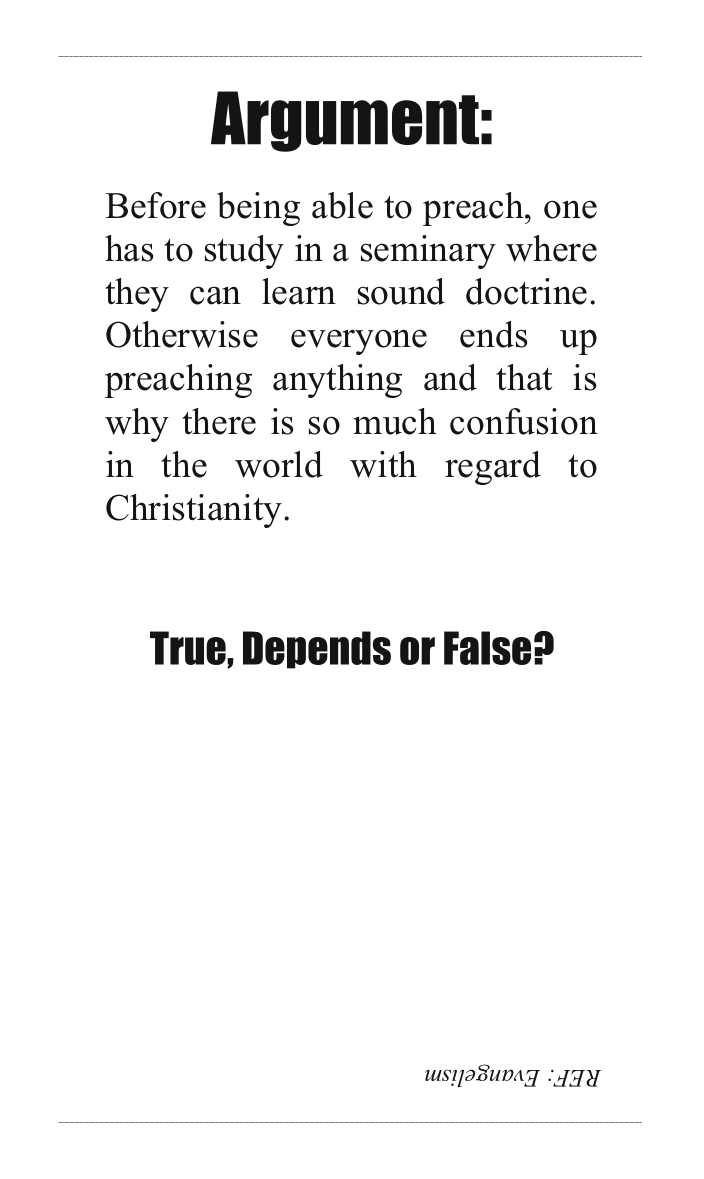 Argument:
Before being able to preach, one
has to study in a seminary where
they can learn sound doctrine.
Otherwise everyone ends up
preaching anything and that is
why there is so much confusion
in the world with regard to
Christianity.
True, Depends or False?
REF: Evangelism